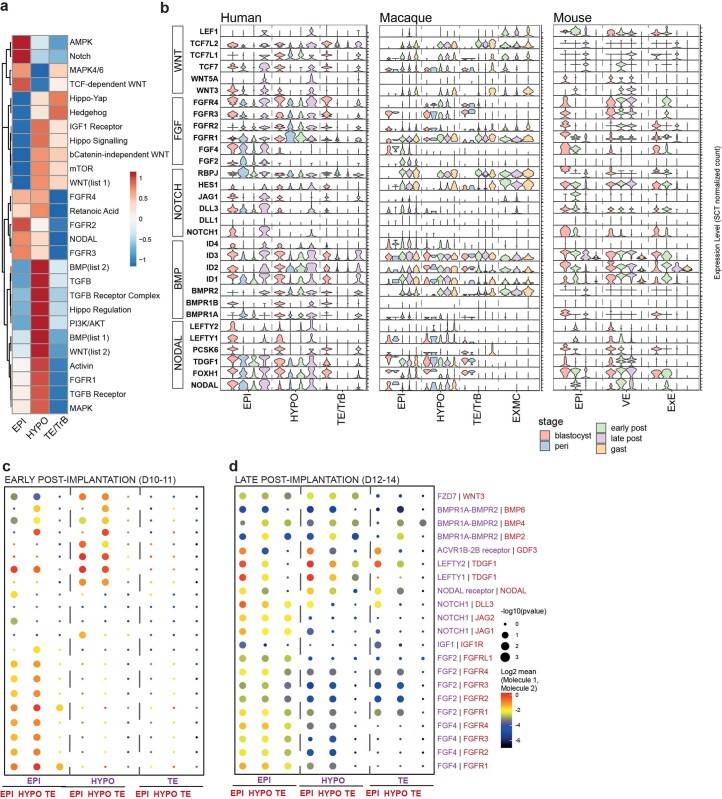 a
AMPK
Notch
MAPK4/6
TCF-dependent WNT
Hippo-Yap
Hedgehog
IGF1 Receptor
Hippo Signalling
bCatenin-independent WNT
mTOR
WNT(list 1)
FGFR4
Retanoic Acid
FGFR2
NODAL
FGFR3
BMP(list 2)
TGFB
TGFB Receptor Complex
Hippo Regulation
PI3K/AKT
BMP(list 1)
WNT(list 2)
Activin
FGFR1
TGFB Receptor
MAPK
1
0.5
0
−0.5
−1
EPI
HYPO
TE/TrB
b
Human
Macaque
Mouse
WNT
LEF1
TCF7L2
TCF7L1
TCF7
WNT5A
WNT3
FGF
FGFR4
FGFR3
FGFR2
FGFR1
FGF4
FGF2
NOTCH
RBPJ
HES1
JAG1
DLL3
DLL1
NOTCH1
BMP
ID4
ID3
ID2
ID1
BMPR2
BMPR1B
BMPR1A
NODAL
LEFTY2
LEFTY1
PCSK6
TDGF1
FOXH1
NODAL
Expression Level (SCT normalized count)
EPI
HYPO
TE/TrB
EPI
HYPO
TE/TrB
EXMC
EPI
VE
ExE
stage
blastocyst
peri
early post
late post
gast
c
EARLY POST-IMPLANTATION (D10-11)
EPI
HYPO
TE
EPI HYPO TE
EPI HYPO TE
EPI HYPO TE
d
LATE POST-IMPLANTATION (D12-14)
FZD7 | WNT3
BMPR1A-BMPR2 | BMP6
BMPR1A-BMPR2 | BMP4
BMPR1A-BMPR2 | BMP2
ACVR1B-2B receptor | GDF3
LEFTY2 | TDGF1
LEFTY1 | TDGF1
NODAL receptor | NODAL
NOTCH1 | DLL3
NOTCH1 | JAG2
NOTCH1 | JAG1
IGF1 | IGF1R
FGF2 | FGFRL1
FGF2 | FGFR4
FGF2 | FGFR3
FGF2 | FGFR2
FGF2 | FGFR1
FGF4 | FGFR4
FGF4 | FGFR3
FGF4 | FGFR2
FGF4 | FGFR1
EPI
HYPO
TE
EPI HYPO TE
EPI HYPO TE
EPI HYPO TE
-log10(pvalue)
0
1
2
3
Log2 mean
(Molecule 1,
Molecule 2)
0
-2
-4
-6